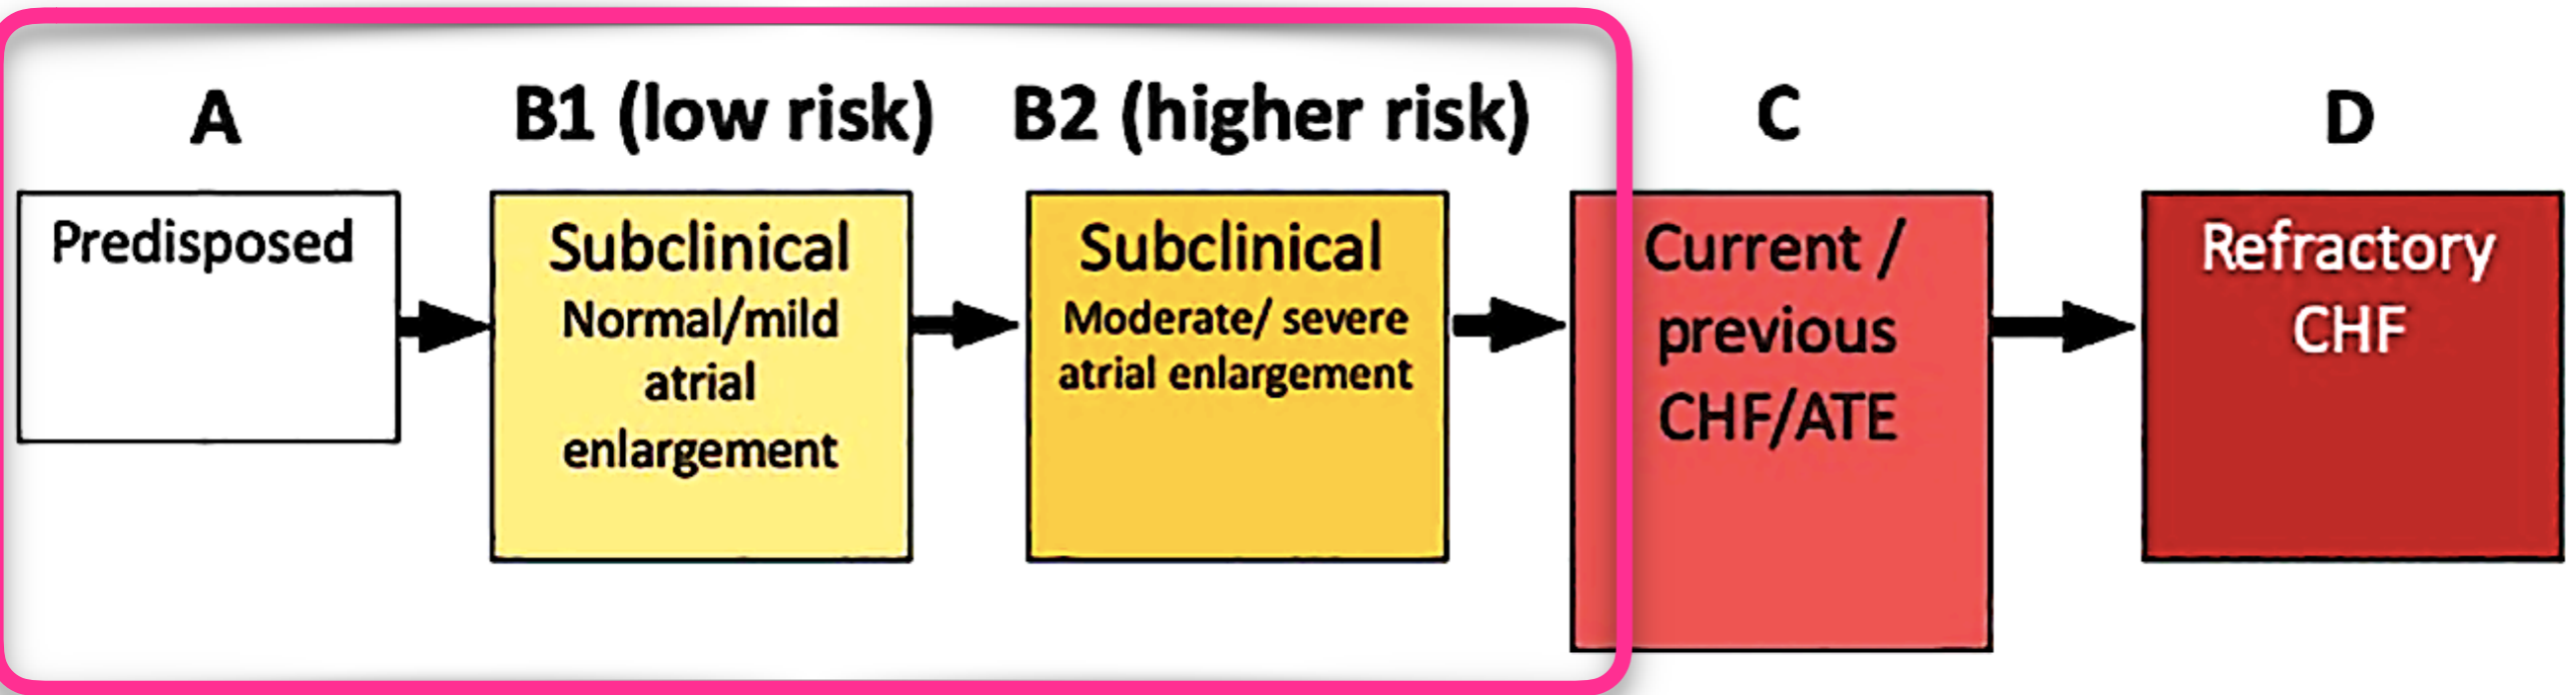 A
B1 (low risk)
B2 (higher risk)
C
D
Predisposed
Subclinical
Normal/mild
atrial
enlargement
Subclinical
Moderate/ severe
atrial enlargement
Current /
previous
CHF/ATE
Refractory
CHF